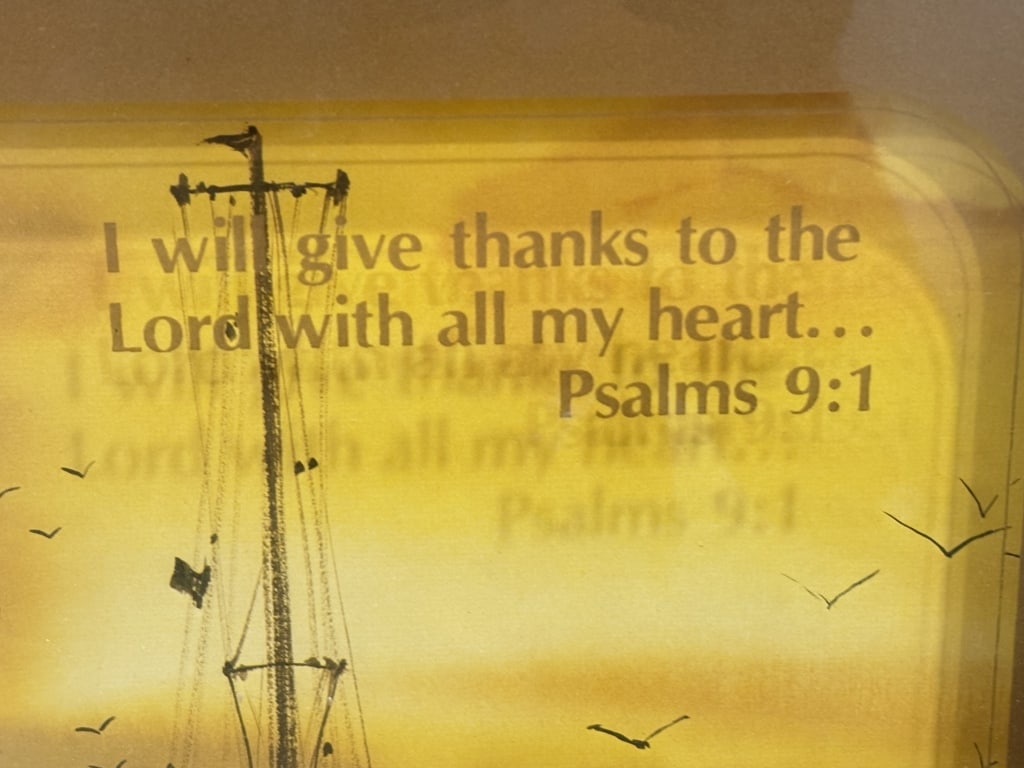 I will give thanks to the
Lord with all my heart...
Psalms 9:1